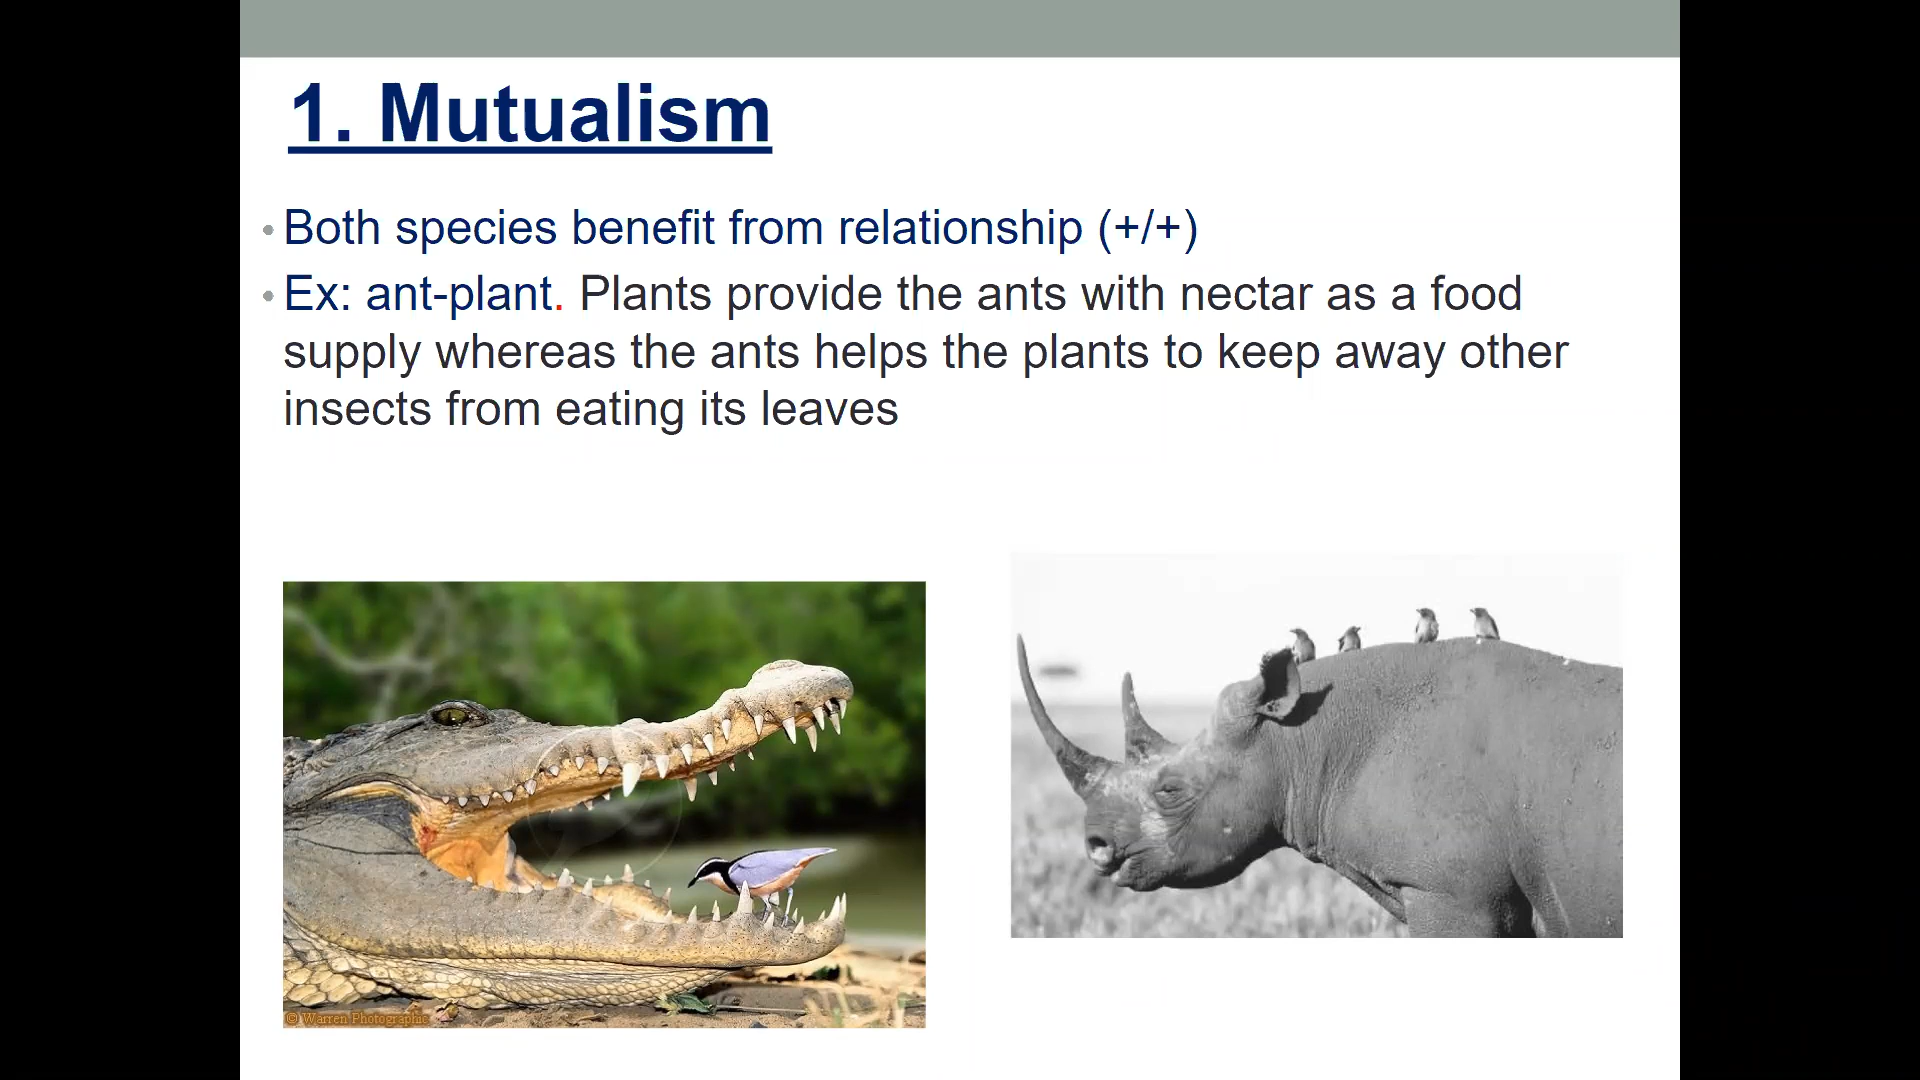 1. Mutualism
• Both species benefit from relationship (+/+)
• Ex: ant-plant. Plants provide the ants with nectar as a food
supply whereas the ants helps the plants to keep away other
insects from eating its leaves
© Warren Photographic